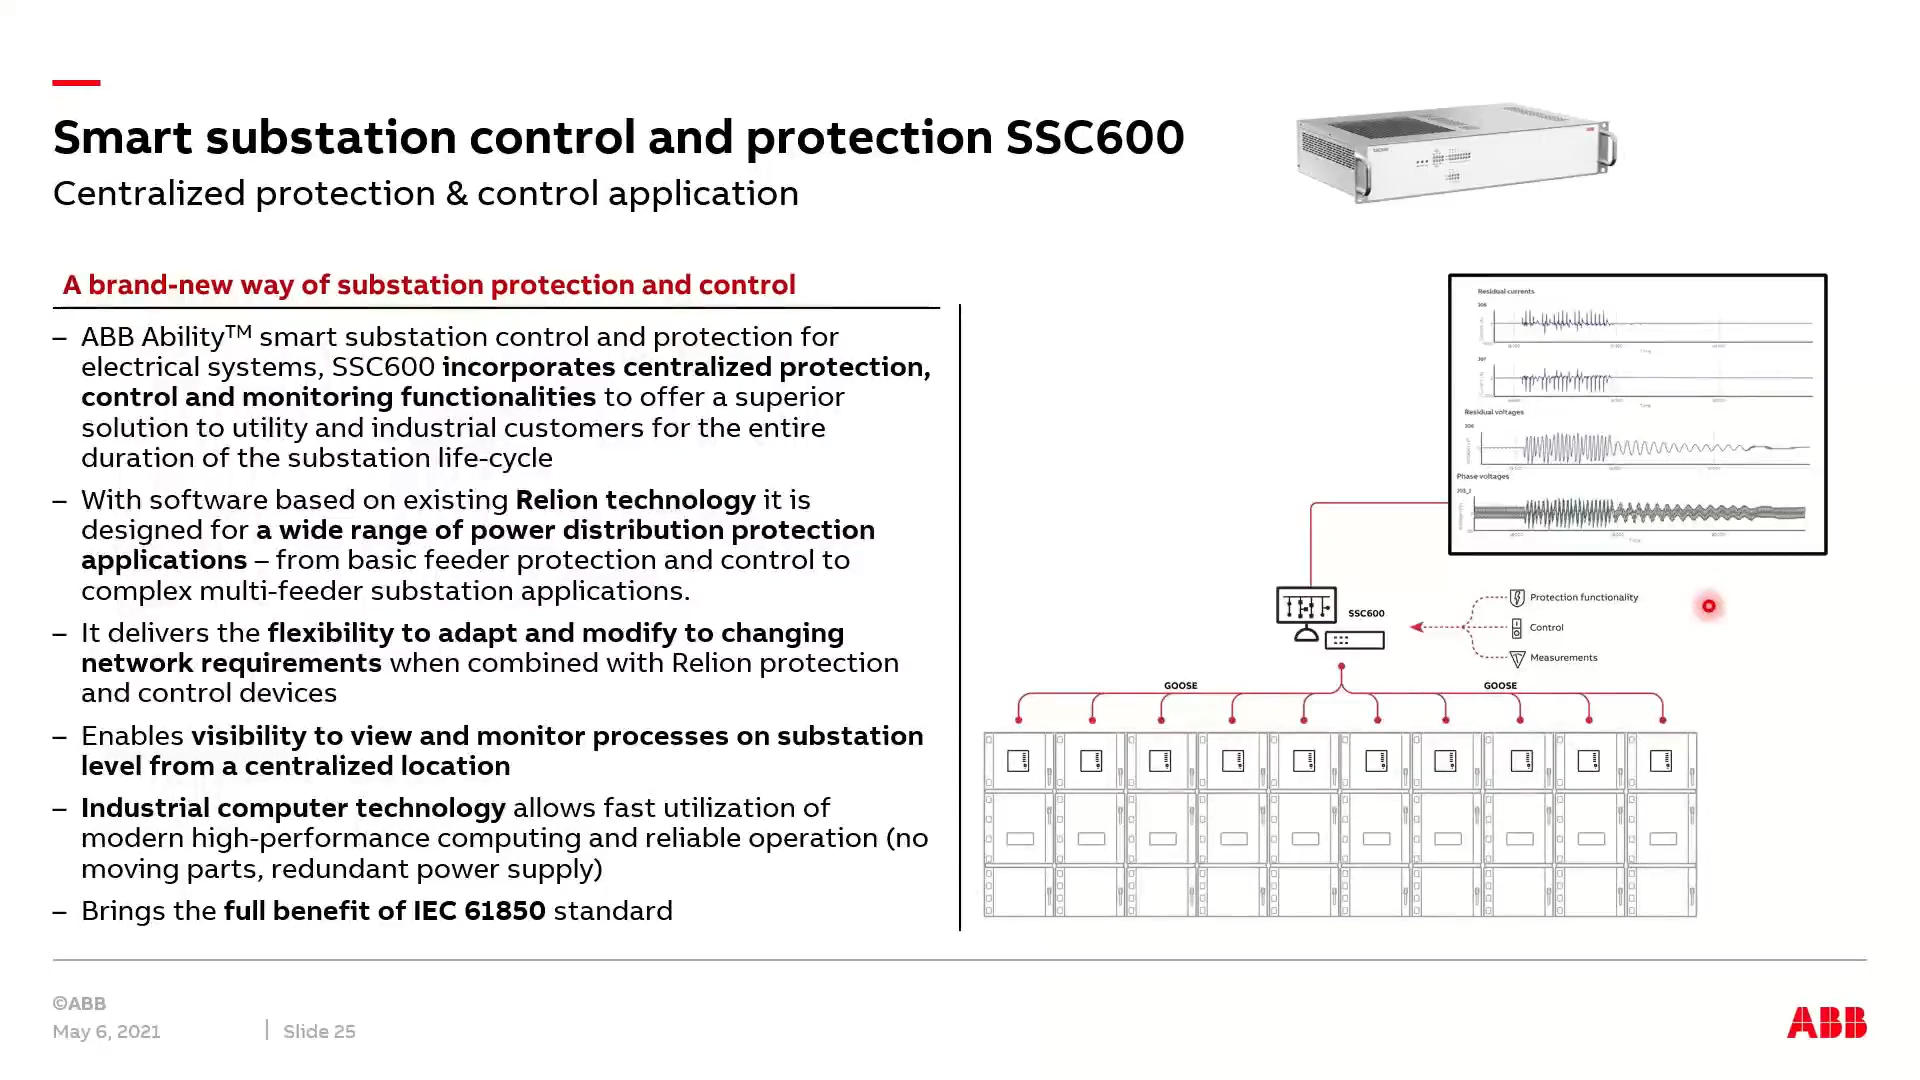 Smart substation control and protection SSC600
Centralized protection & control application
A brand-new way of substation protection and control
– ABB Ability™ smart substation control and protection for
electrical systems, SSC600 incorporates centralized protection,
control and monitoring functionalities to offer a superior
solution to utility and industrial customers for the entire
duration of the substation life-cycle
– With software based on existing Relion technology it is
designed for a wide range of power distribution protection
applications – from basic feeder protection and control to
complex multi-feeder substation applications.
– It delivers the flexibility to adapt and modify to changing
network requirements when combined with Relion protection
and control devices
– Enables visibility to view and monitor processes on substation
level from a centralized location
– Industrial computer technology allows fast utilization of
modern high-performance computing and reliable operation (no
moving parts, redundant power supply)
– Brings the full benefit of IEC 61850 standard
ABB
Residual currents
J06
Time
J07
Time
Residual voltages
J06
Phase voltages
Time
SSC600
Protection functionality
Control
Measurements
GOOSE
GOOSE
©ABB
May 6, 2021
Slide 25
ABB